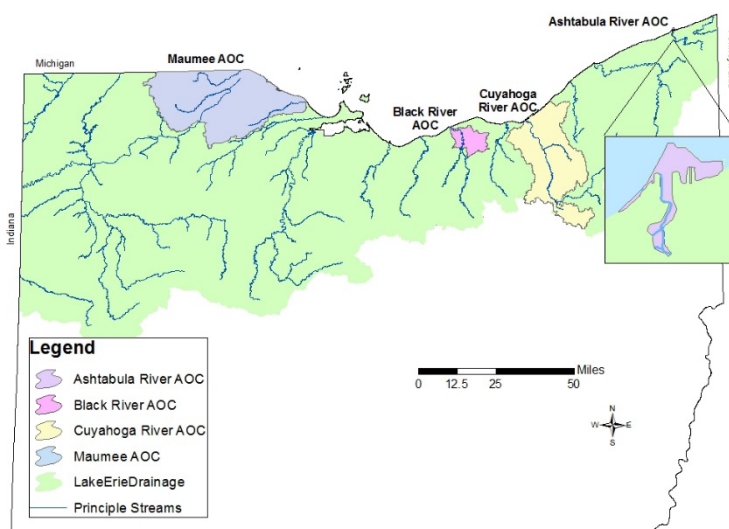 Ashtabula River AOC
Michigan
Maumee AOC
Cuyahoga
River AOC
Black River
AOC
Indiana
Legend
Ashtabula River AOC
Black River AOC
Cuyahoga River AOC
Maumee AOC
LakeErieDrainage
Principle Streams
Miles
0 12.5 25 50
N
W E
S